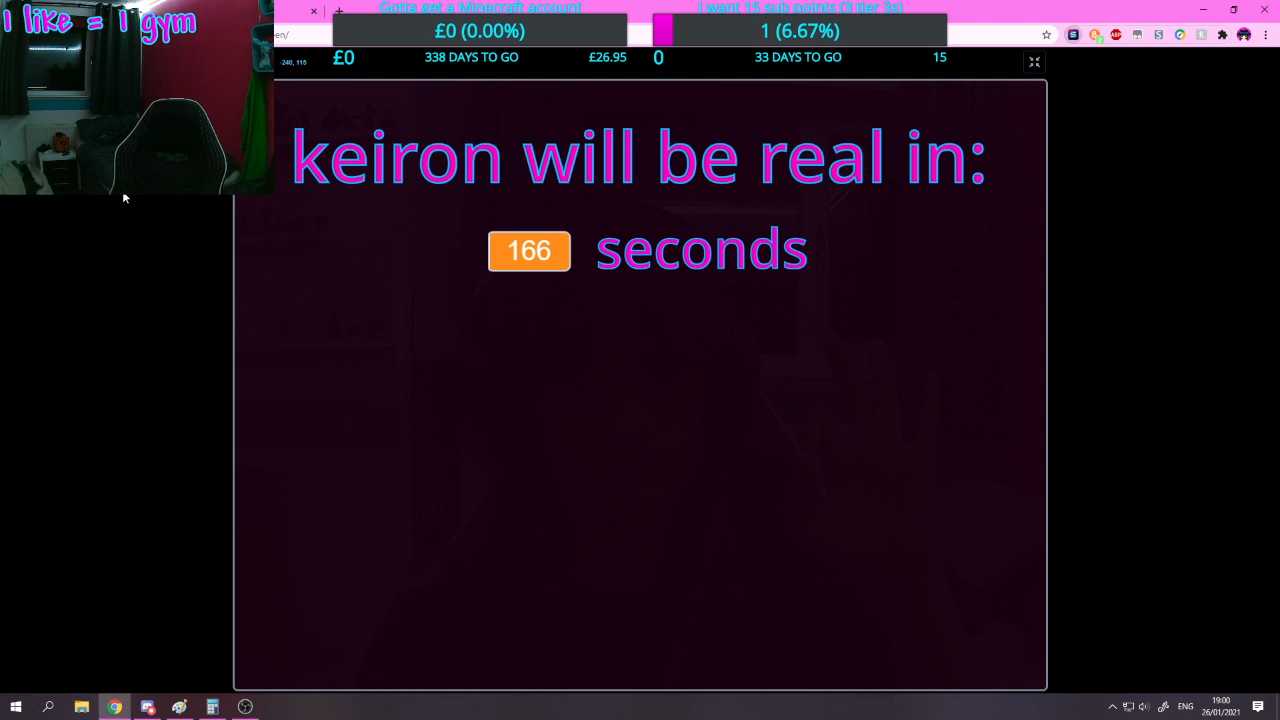 I like = 1 gym
Gotta get a Minecraft account
£0 (0.00%)
£0
338 DAYS TO GO
£26.95
I want 15 sub points (3 tier 3s)
1 (6.67%)
0
33 DAYS TO GO
15
en/
-240, 115
keiron will be real in:
166 seconds
ENG
19:00
26/01/2021